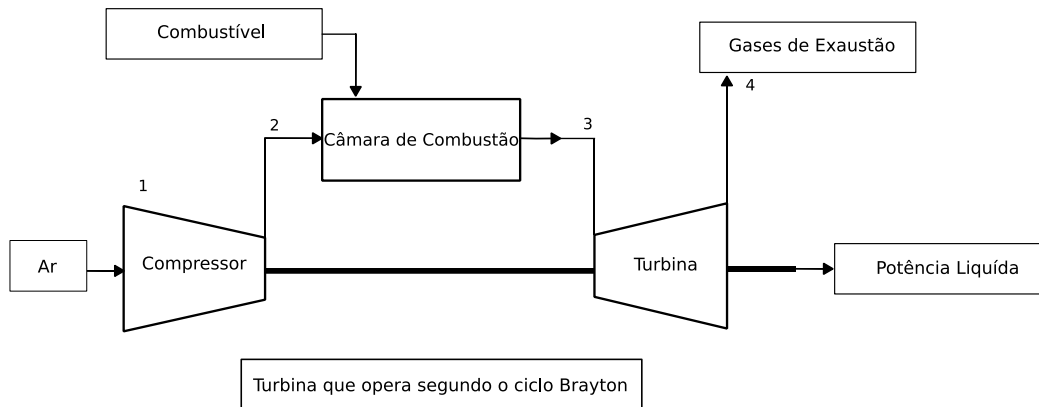 Combustível
Gases de Exaustão
4
2
Câmara de Combustão
3
1
Ar
Compressor
Turbina
Potência Liquída
Turbina que opera segundo o ciclo Brayton